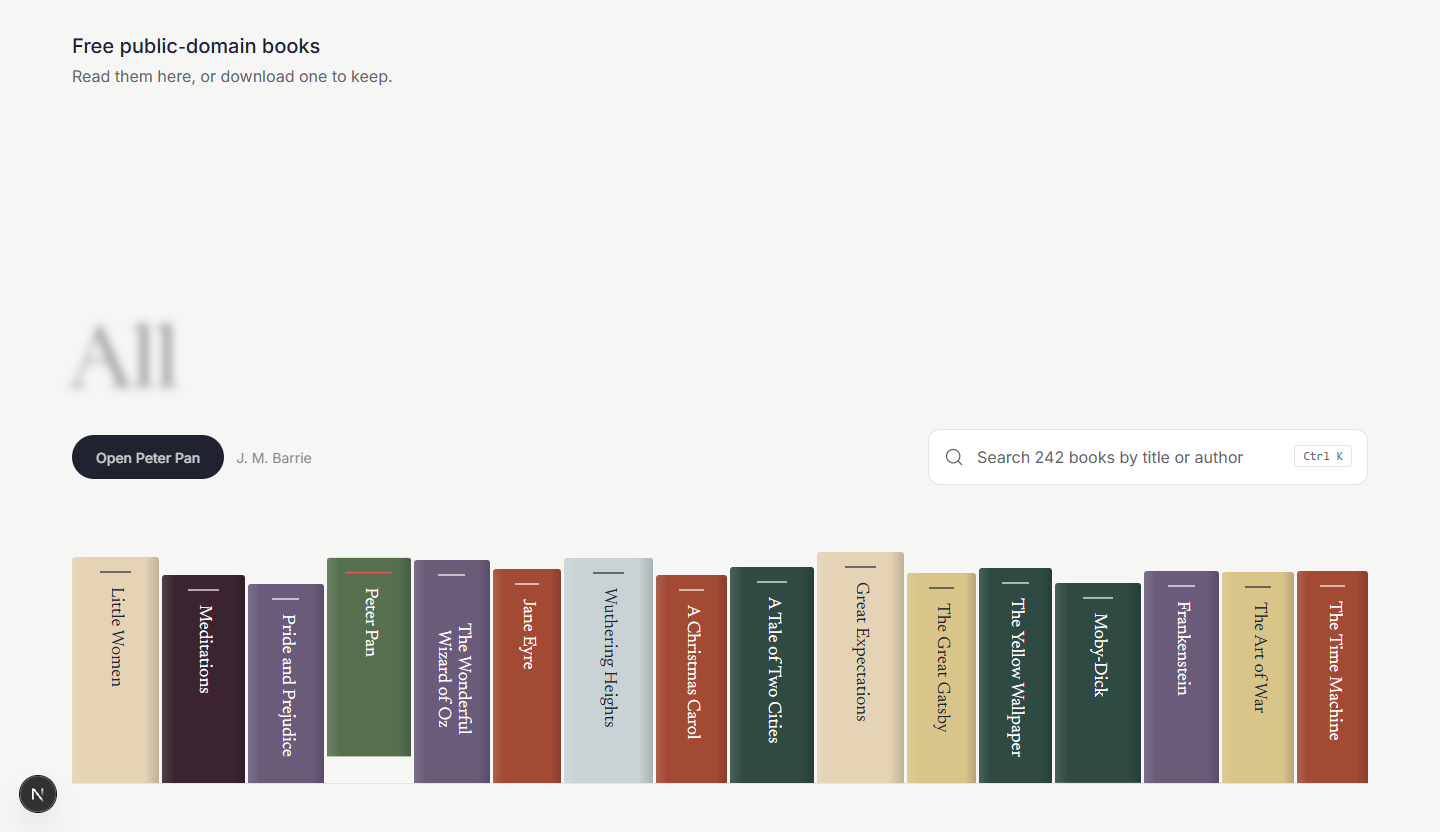 Free public-domain books
Read them here, or download one to keep.
All
Open Peter Pan
J. M. Barrie
Search 242 books by title or author
Ctrl K
Little Women
Meditations
Pride and Prejudice
Peter Pan
The Wonderful
Wizard of Oz
Jane Eyre
Wuthering Heights
A Christmas Carol
A Tale of Two Cities
Great Expectations
The Great Gatsby
The Yellow Wallpaper
Moby-Dick
Frankenstein
The Art of War
The Time Machine